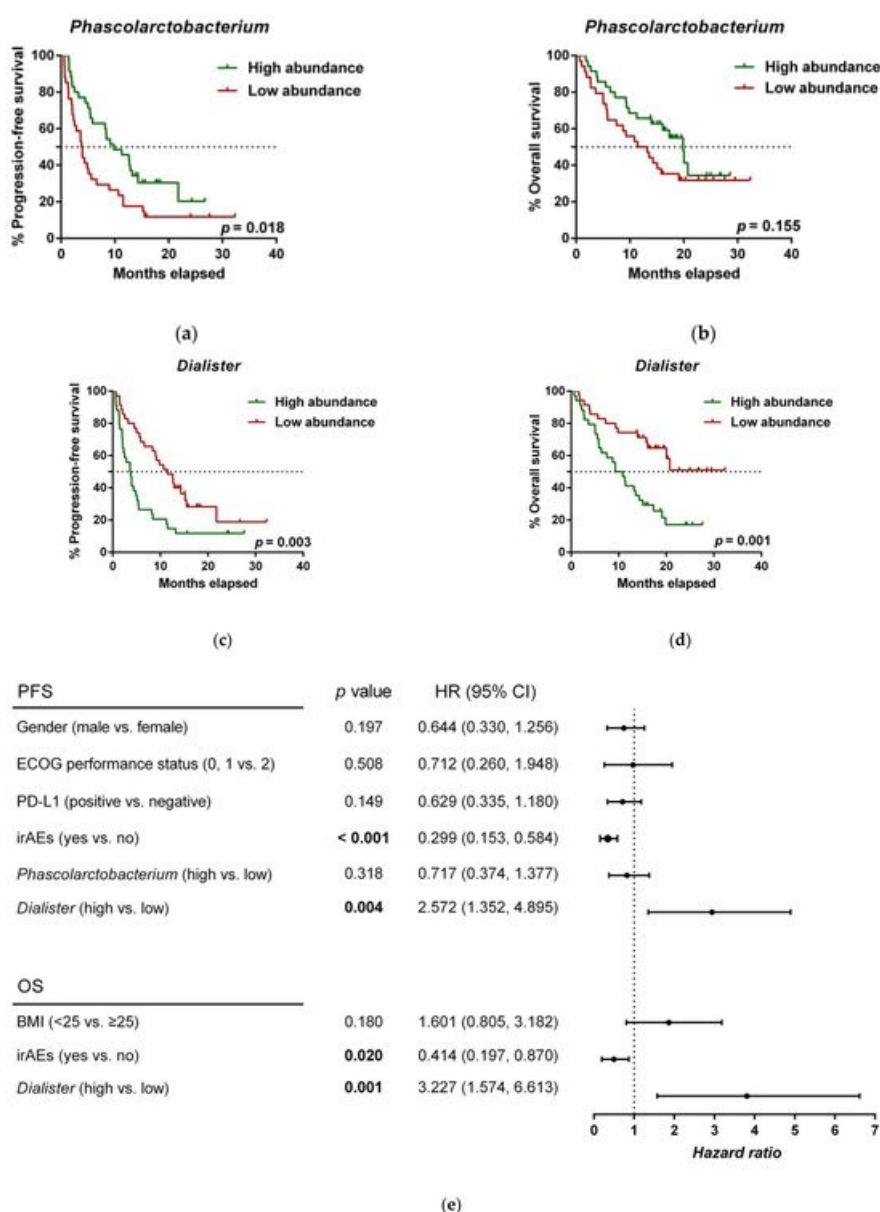 Phascolarctobacterium
% Progression-free survival
100
80
60
40
20
0
High abundance
Low abundance
p = 0.018
0 10 20 30 40
Months elapsed
(a)
Phascolarctobacterium
% Overall survival
100
80
60
40
20
0
High abundance
Low abundance
p = 0.155
0 10 20 30 40
Months elapsed
(b)
Dialister
% Progression-free survival
100
80
60
40
20
0
High abundance
Low abundance
p = 0.003
0 10 20 30 40
Months elapsed
(c)
Dialister
% Overall survival
100
80
60
40
20
0
High abundance
Low abundance
p = 0.001
0 10 20 30 40
Months elapsed
(d)
PFS p value HR (95% CI)
Gender (male vs. female) 0.197 0.644 (0.330, 1.256)
ECOG performance status (0, 1 vs. 2) 0.508 0.712 (0.260, 1.948)
PD-L1 (positive vs. negative) 0.149 0.629 (0.335, 1.180)
irAEs (yes vs. no) < 0.001 0.299 (0.153, 0.584)
Phascolarctobacterium (high vs. low) 0.318 0.717 (0.374, 1.377)
Dialister (high vs. low) 0.004 2.572 (1.352, 4.895)
OS
BMI (<25 vs. ≥25) 0.180 1.601 (0.805, 3.182)
irAEs (yes vs. no) 0.020 0.414 (0.197, 0.870)
Dialister (high vs. low) 0.001 3.227 (1.574, 6.613)
0 1 2 3 4 5 6 7
Hazard ratio
(e)